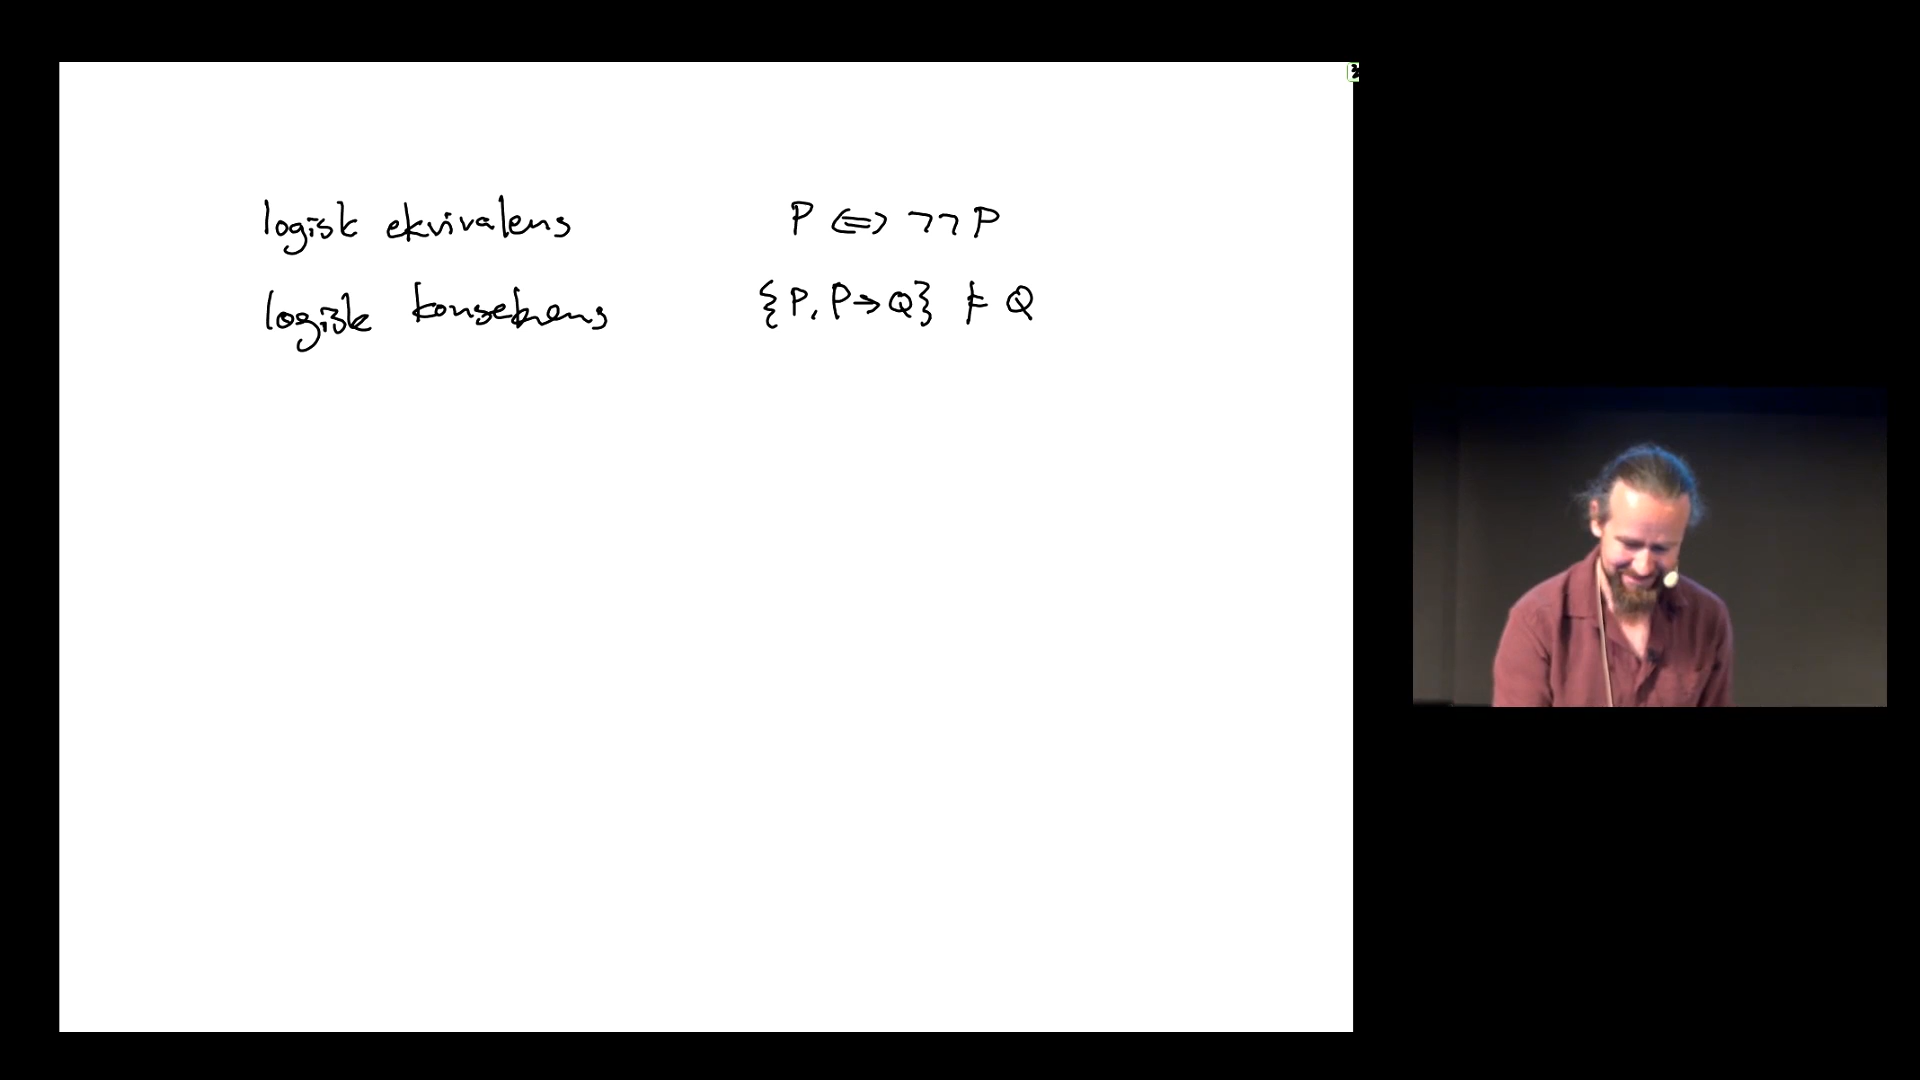 logisk ekvivalens P ⇔ ¬¬P
logisk konsekvens {P, P→Q} ⊨ Q